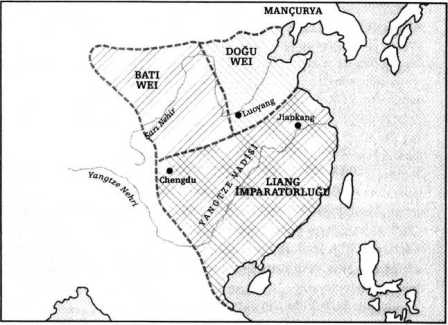 MANÇURYA
DOĞU
WEI
BATI
WEI
Sarı Nehir
Luoyang
Jiankang
Chengdu
Yangtze Nehri
YANGTZE VADİSİ
LIANG
İMPARATORLUĞU